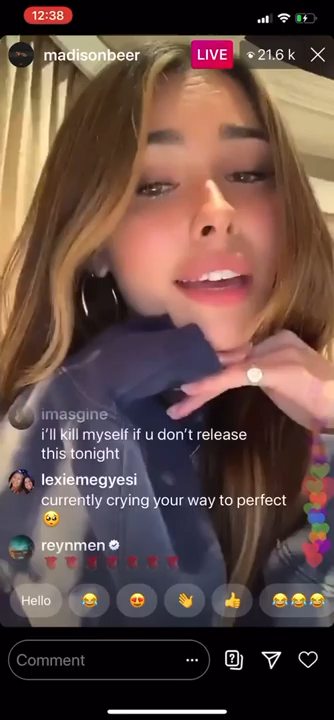 12:38
madisonbeer LIVE 21.6 k
imasgine
i'll kill myself if u don't release
this tonight
lexiemegyesi
currently crying your way to perfect
🥺
reynmen
Hello 😂 😍 👋 👍 😂😂😂
Comment